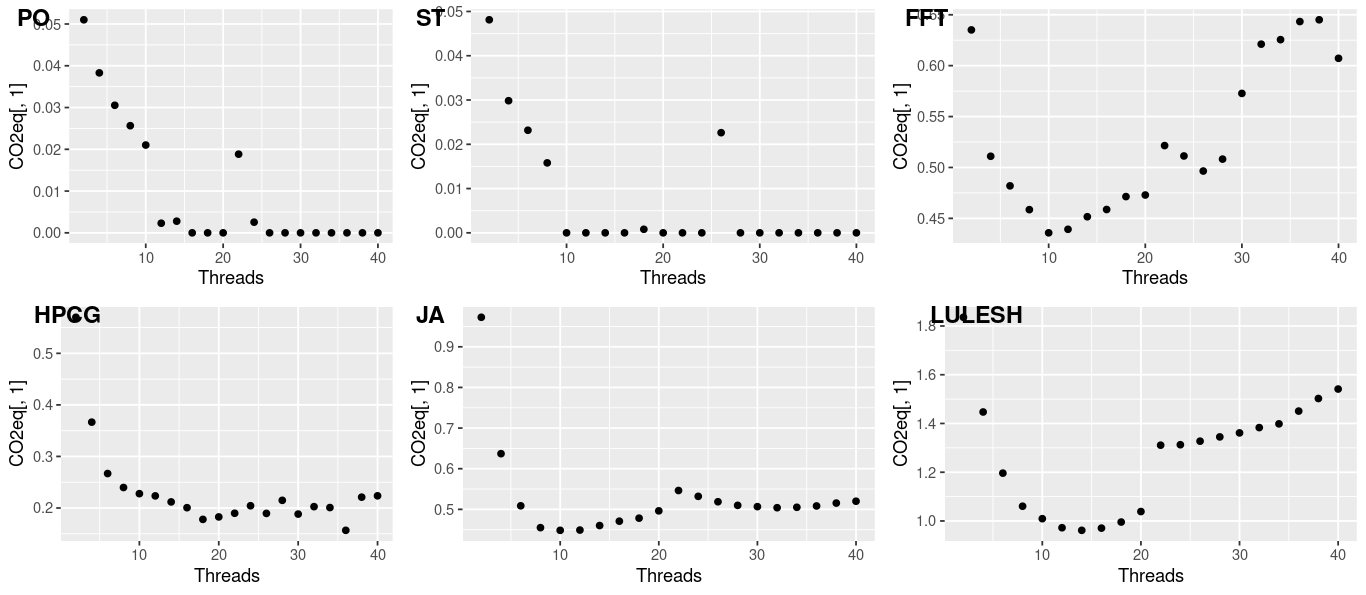 PO
CO2eq[, 1]
0.05
0.04
0.03
0.02
0.01
0.00
10 20 30 40
Threads
ST
CO2eq[, 1]
0.05
0.04
0.03
0.02
0.01
0.00
10 20 30 40
Threads
FFT
CO2eq[, 1]
0.65
0.60
0.55
0.50
0.45
10 20 30 40
Threads
HPCG
CO2eq[, 1]
0.5
0.4
0.3
0.2
10 20 30 40
Threads
JA
CO2eq[, 1]
0.9
0.8
0.7
0.6
0.5
10 20 30 40
Threads
LULESH
CO2eq[, 1]
1.8
1.6
1.4
1.2
1.0
10 20 30 40
Threads